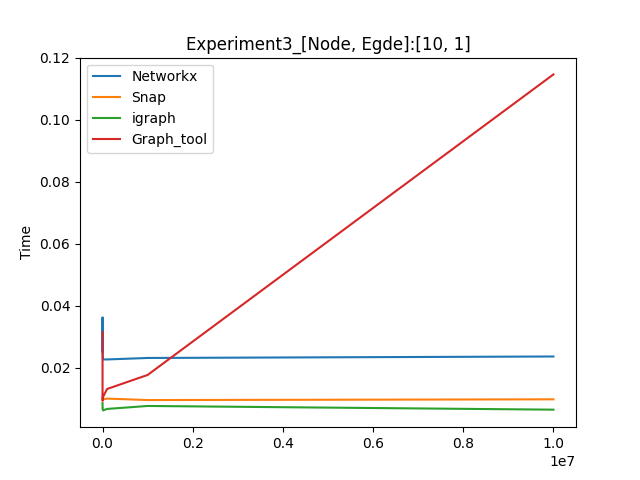 Experiment3_[Node, Egde]:[10, 1]
Networkx
Snap
igraph
Graph_tool
Time
0.12
0.10
0.08
0.06
0.04
0.02
0.0 0.2 0.4 0.6 0.8 1.0
1e7